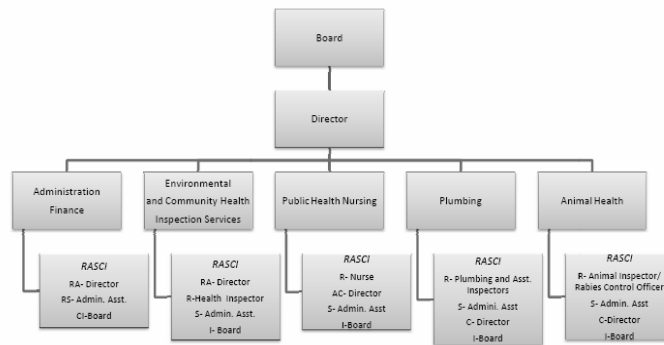 Board
Director
Administration
Finance
Environmental
and Community Health
Inspection Services
Public Health Nursing
Plumbing
Animal Health
RASCI
RA- Director
RS- Admin. Asst.
CI-Board
RASCI
RA- Director
R-Health Inspector
S- Admin. Asst.
I- Board
RASCI
R- Nurse
AC- Director
S- Admin. Asst
I-Board
RASCI
R- Plumbing and Asst.
Inspectors
S- Admini. Asst
C- Director
I-Board
RASCI
R- Animal Inspector/
Rabies Control Officer
S- Admin. Asst
C-Director
I-Board